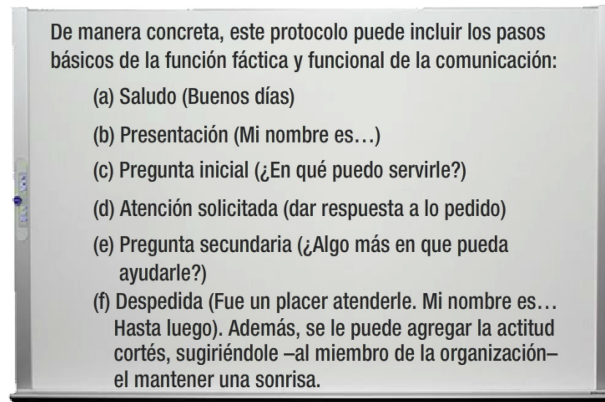 De manera concreta, este protocolo puede incluir los pasos
básicos de la función fáctica y funcional de la comunicación:
(a) Saludo (Buenos días)
(b) Presentación (Mi nombre es…)
(c) Pregunta inicial (¿En qué puedo servirle?)
(d) Atención solicitada (dar respuesta a lo pedido)
(e) Pregunta secundaria (¿Algo más en que pueda
ayudarle?)
(f) Despedida (Fue un placer atenderle. Mi nombre es…
Hasta luego). Además, se le puede agregar la actitud
cortés, sugiriéndole –al miembro de la organización–
el mantener una sonrisa.